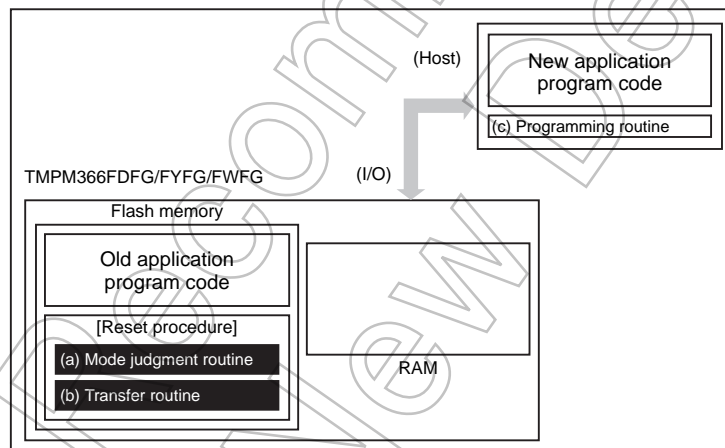 (Host)
New application
program code
(c) Programming routine
TMPM366FDFG/FYFG/FWFG
(I/O)
Flash memory
Old application
program code
[Reset procedure]
(a) Mode judgment routine
(b) Transfer routine
RAM